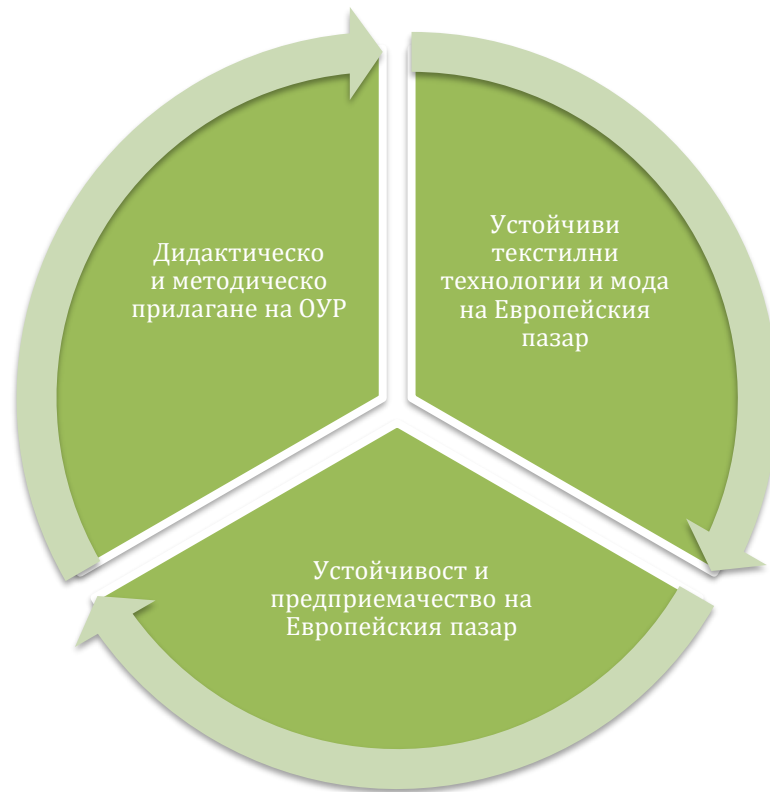 Дидактическо
и методическо
прилагане на ОУР
Устойчиви
текстилни
технологии и мода
на Европейския
пазар
Устойчивост и
предприемачество на
Европейския пазар